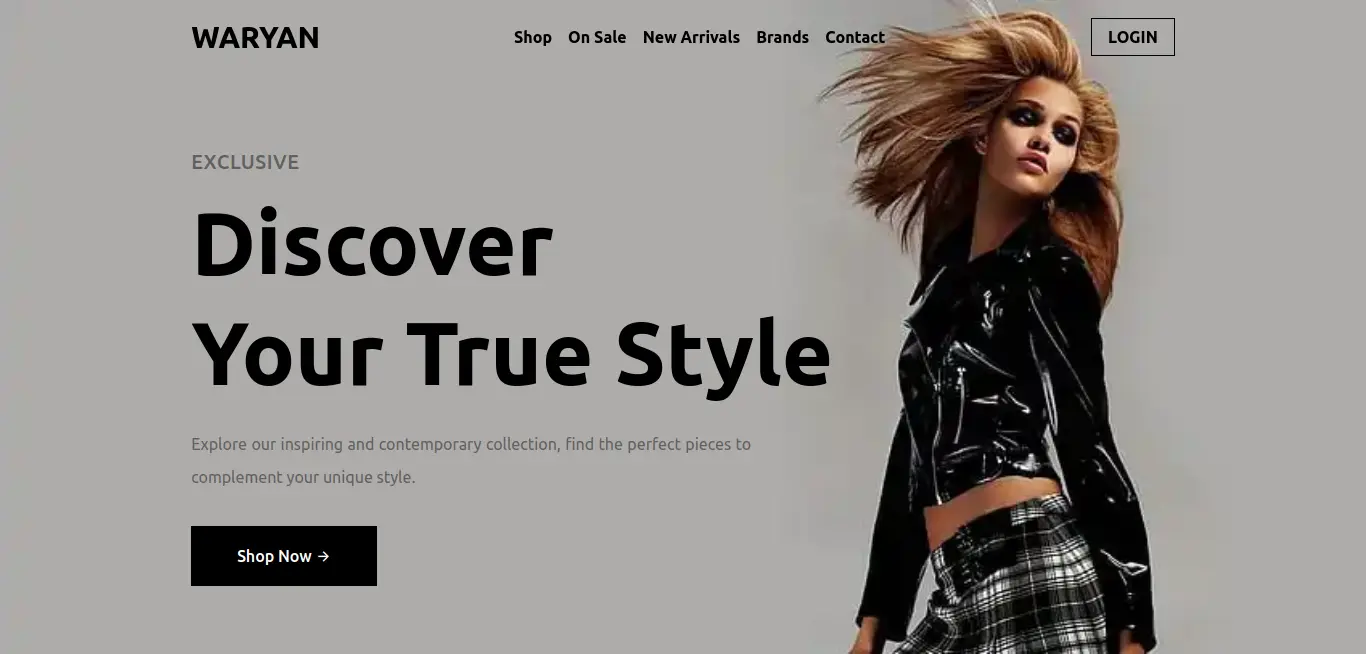 WARYAN
Shop On Sale New Arrivals Brands Contact
LOGIN
EXCLUSIVE
Discover
Your True Style
Explore our inspiring and contemporary collection, find the perfect pieces to
complement your unique style.
Shop Now →